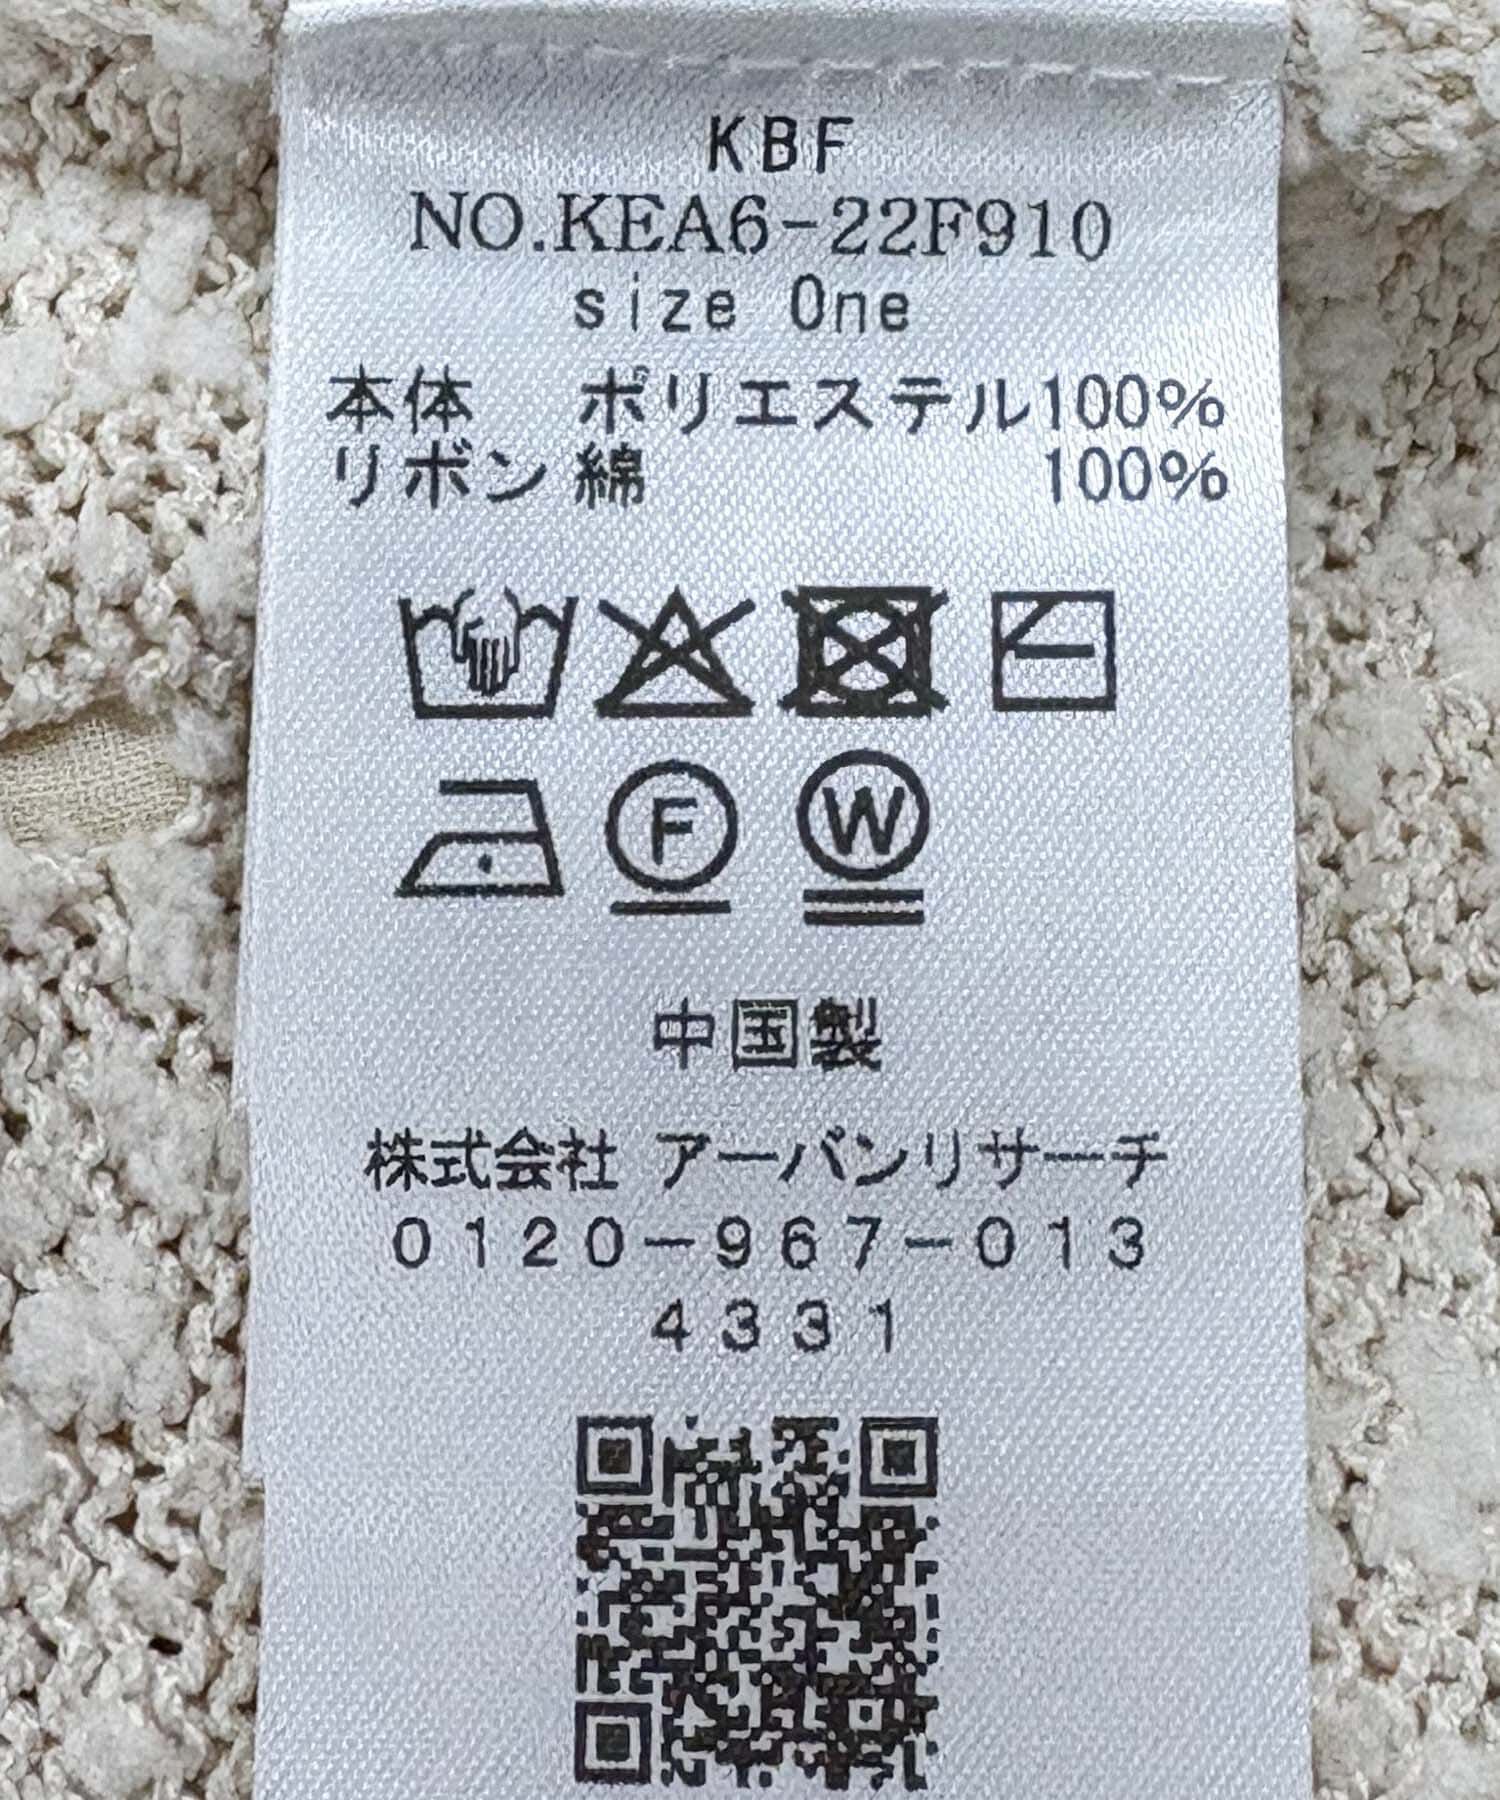 KBF
NO.KEA6-22F910
size One
本体 ポリエステル100%
リボン 綿 100%
F
W
中国製
株式会社 アーバンリサーチ
0120-967-013
4331